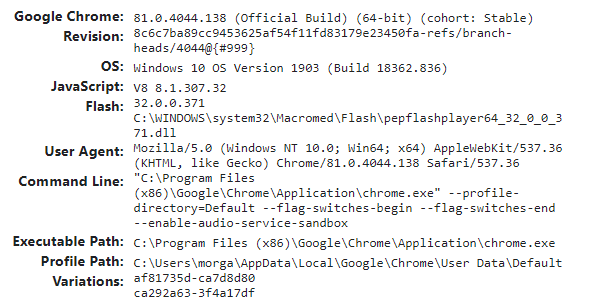 Google Chrome: 81.0.4044.138 (Official Build) (64-bit) (cohort: Stable)
Revision: 8c6c7ba89cc9453625af54f11fd83179e23450fa-refs/branch-
heads/4044@{#999}
OS: Windows 10 OS Version 1903 (Build 18362.836)
JavaScript: V8 8.1.307.32
Flash: 32.0.0.371
C:\WINDOWS\system32\Macromed\Flash\pepflashplayer64_32_0_0_3
71.dll
User Agent: Mozilla/5.0 (Windows NT 10.0; Win64; x64) AppleWebKit/537.36
(KHTML, like Gecko) Chrome/81.0.4044.138 Safari/537.36
Command Line: "C:\Program Files
(x86)\Google\Chrome\Application\chrome.exe" --profile-
directory=Default --flag-switches-begin --flag-switches-end
--enable-audio-service-sandbox
Executable Path: C:\Program Files (x86)\Google\Chrome\Application\chrome.exe
Profile Path: C:\Users\morga\AppData\Local\Google\Chrome\User Data\Default
Variations: af81735d-ca7d8d80
ca292a63-3f4a17df